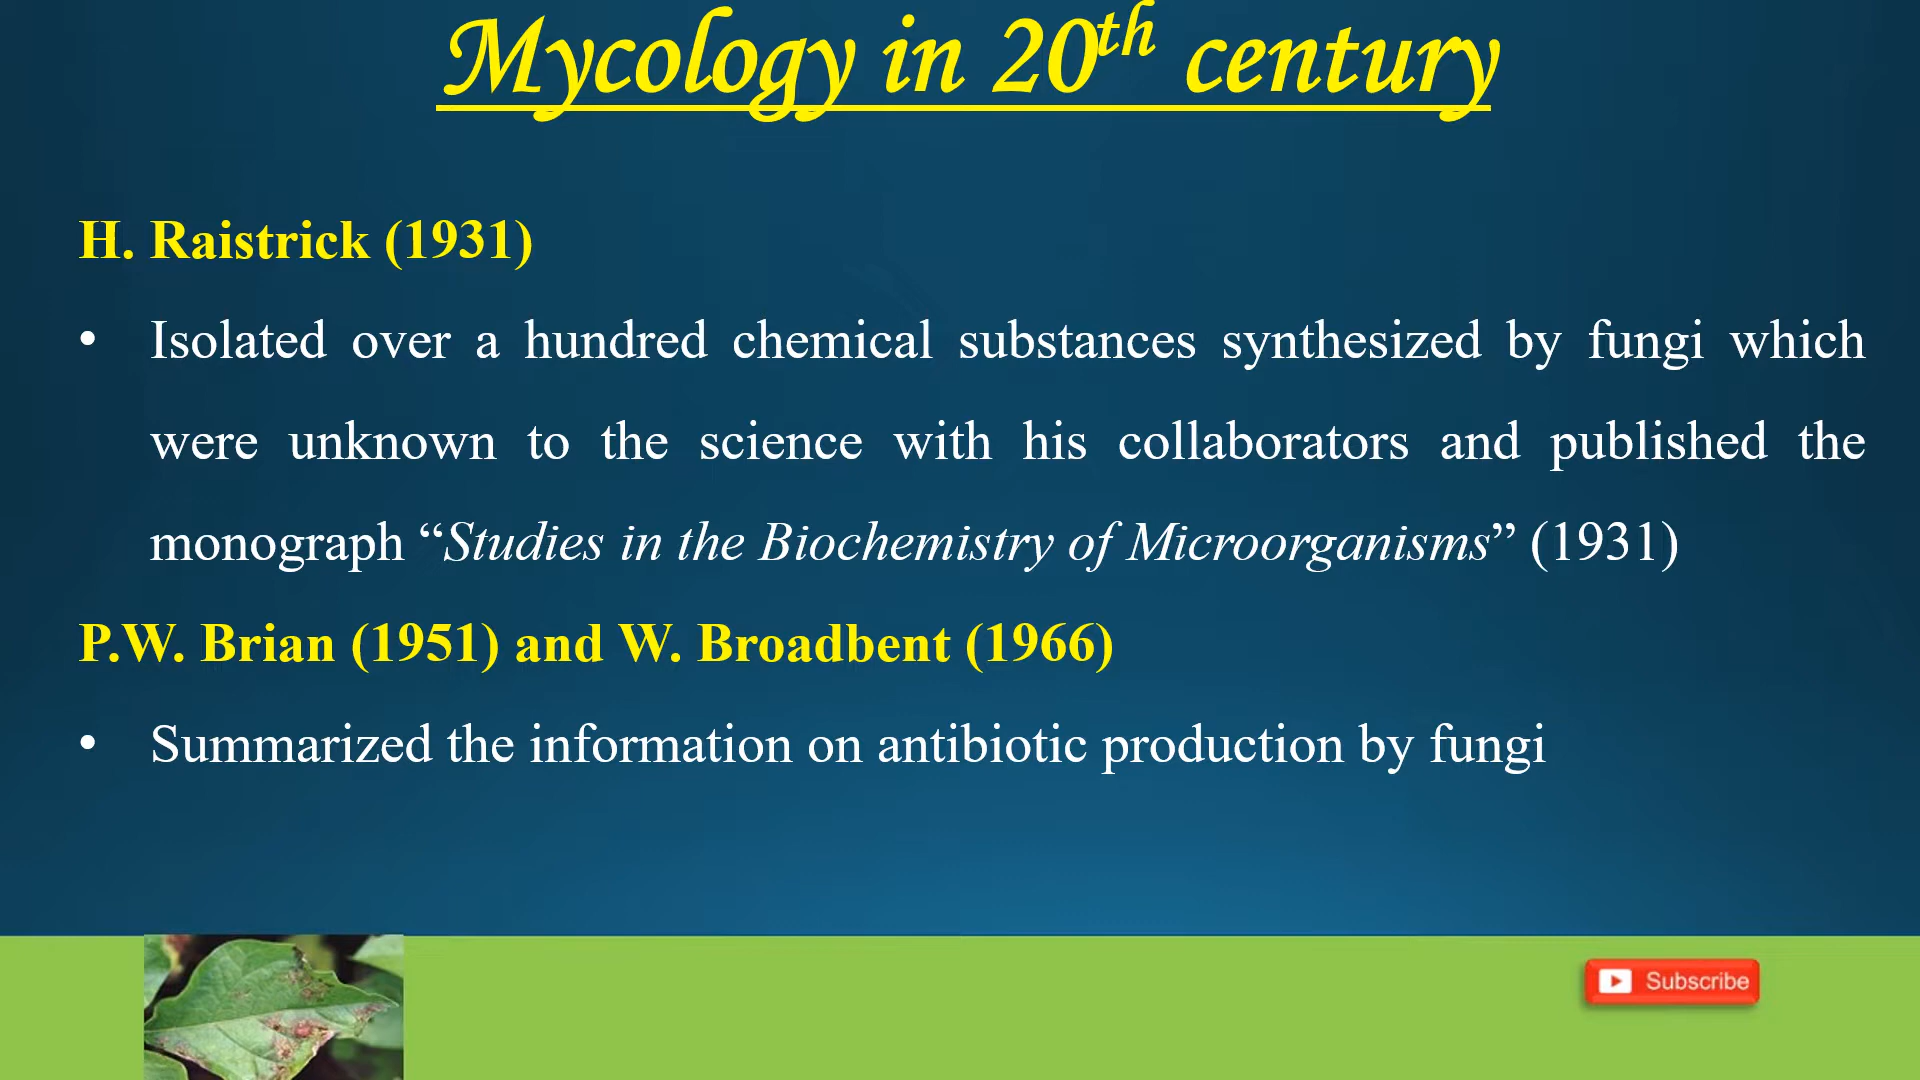 Mycology in 20th century
H. Raistrick (1931)
• Isolated over a hundred chemical substances synthesized by fungi which
were unknown to the science with his collaborators and published the
monograph “Studies in the Biochemistry of Microorganisms” (1931)
P.W. Brian (1951) and W. Broadbent (1966)
• Summarized the information on antibiotic production by fungi
Subscribe